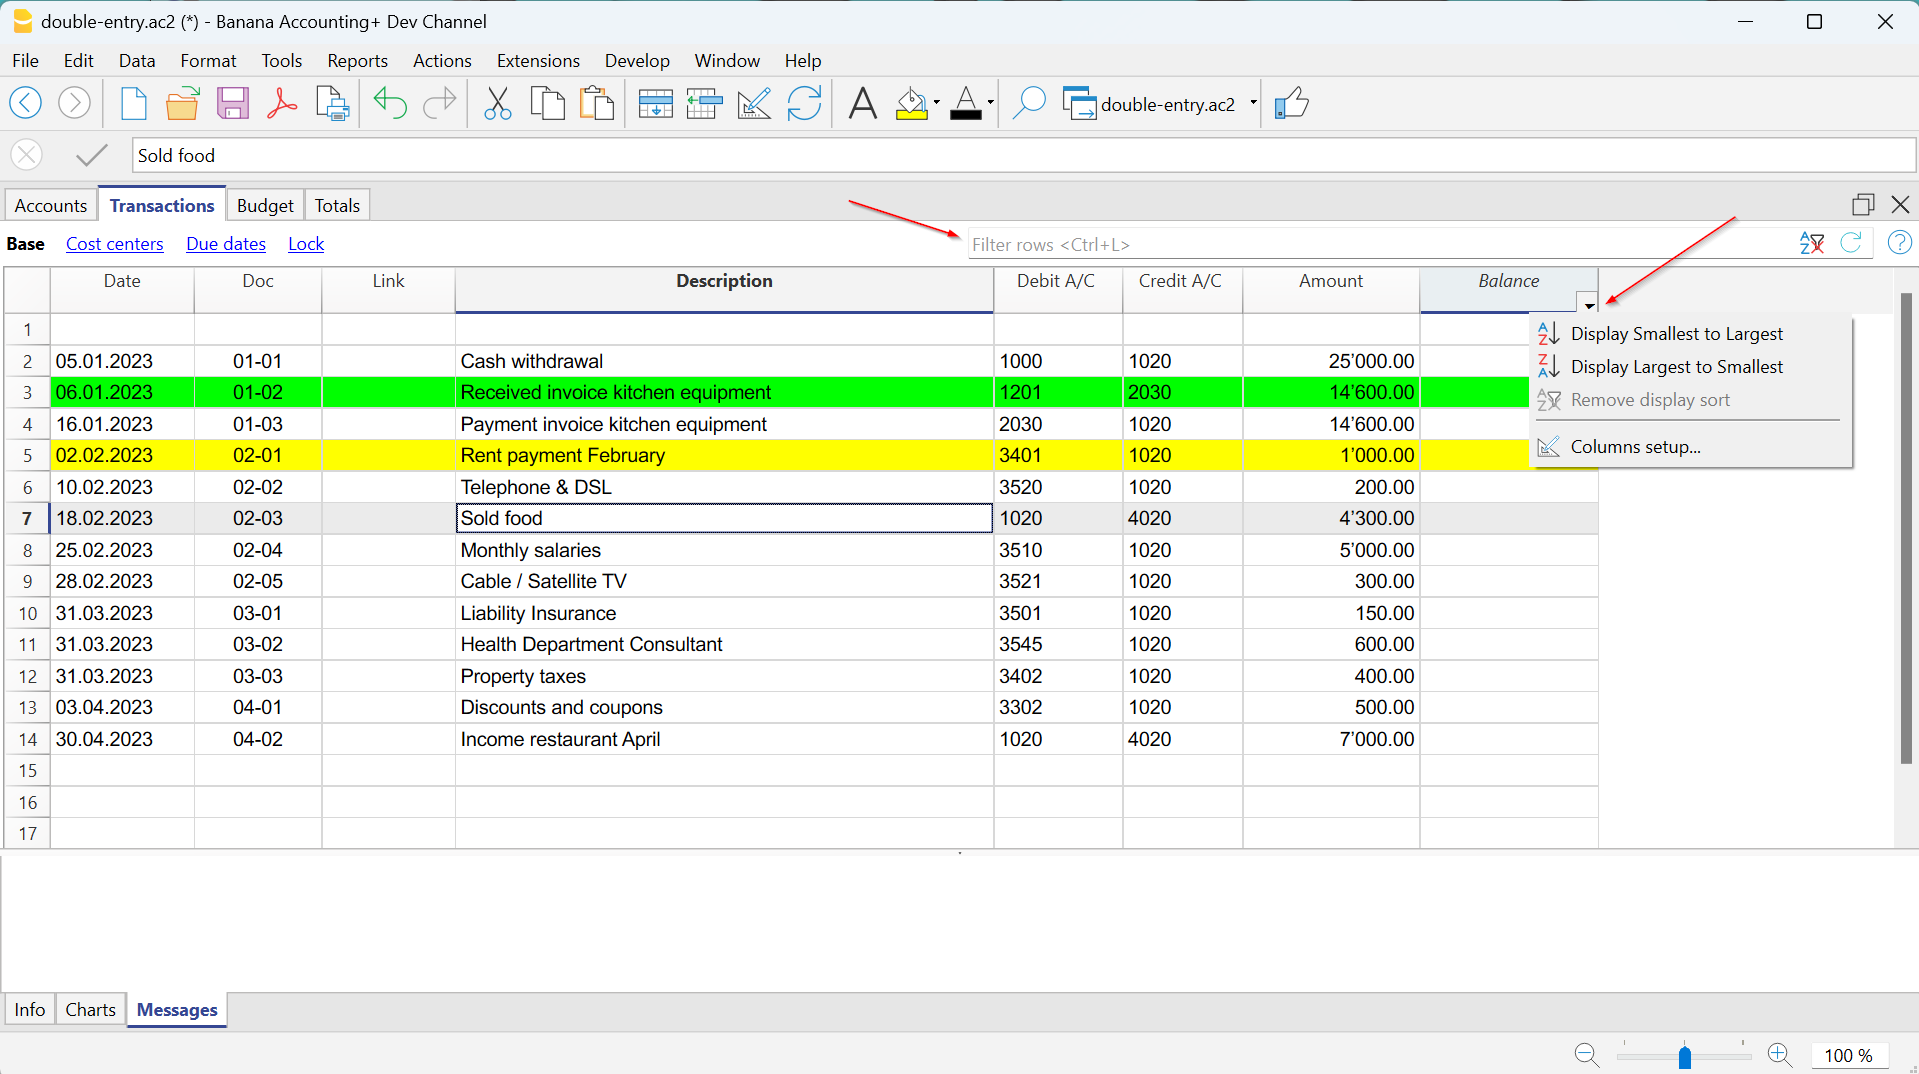 double-entry.ac2 (*) - Banana Accounting+ Dev Channel
File Edit Data Format Tools Reports Actions Extensions Develop Window Help
double-entry.ac2
Sold food
Accounts Transactions Budget Totals
Base Cost centers Due dates Lock Filter rows <Ctrl+L>
Date Doc Link Description Debit A/C Credit A/C Amount Balance
1
Display Smallest to Largest
2 05.01.2023 01-01 Cash withdrawal 1000 1020 25’000.00
Display Largest to Smallest
3 06.01.2023 01-02 Received invoice kitchen equipment 1201 2030 14’600.00
Remove display sort
4 16.01.2023 01-03 Payment invoice kitchen equipment 2030 1020 14’600.00
Columns setup...
5 02.02.2023 02-01 Rent payment February 3401 1020 1’000.00
6 10.02.2023 02-02 Telephone & DSL 3520 1020 200.00
7 18.02.2023 02-03 Sold food 1020 4020 4’300.00
8 25.02.2023 02-04 Monthly salaries 3510 1020 5’000.00
9 28.02.2023 02-05 Cable / Satellite TV 3521 1020 300.00
10 31.03.2023 03-01 Liability Insurance 3501 1020 150.00
11 31.03.2023 03-02 Health Department Consultant 3545 1020 600.00
12 31.03.2023 03-03 Property taxes 3402 1020 400.00
13 03.04.2023 04-01 Discounts and coupons 3302 1020 500.00
14 30.04.2023 04-02 Income restaurant April 1020 4020 7’000.00
15
16
17
Info Charts Messages
100 %